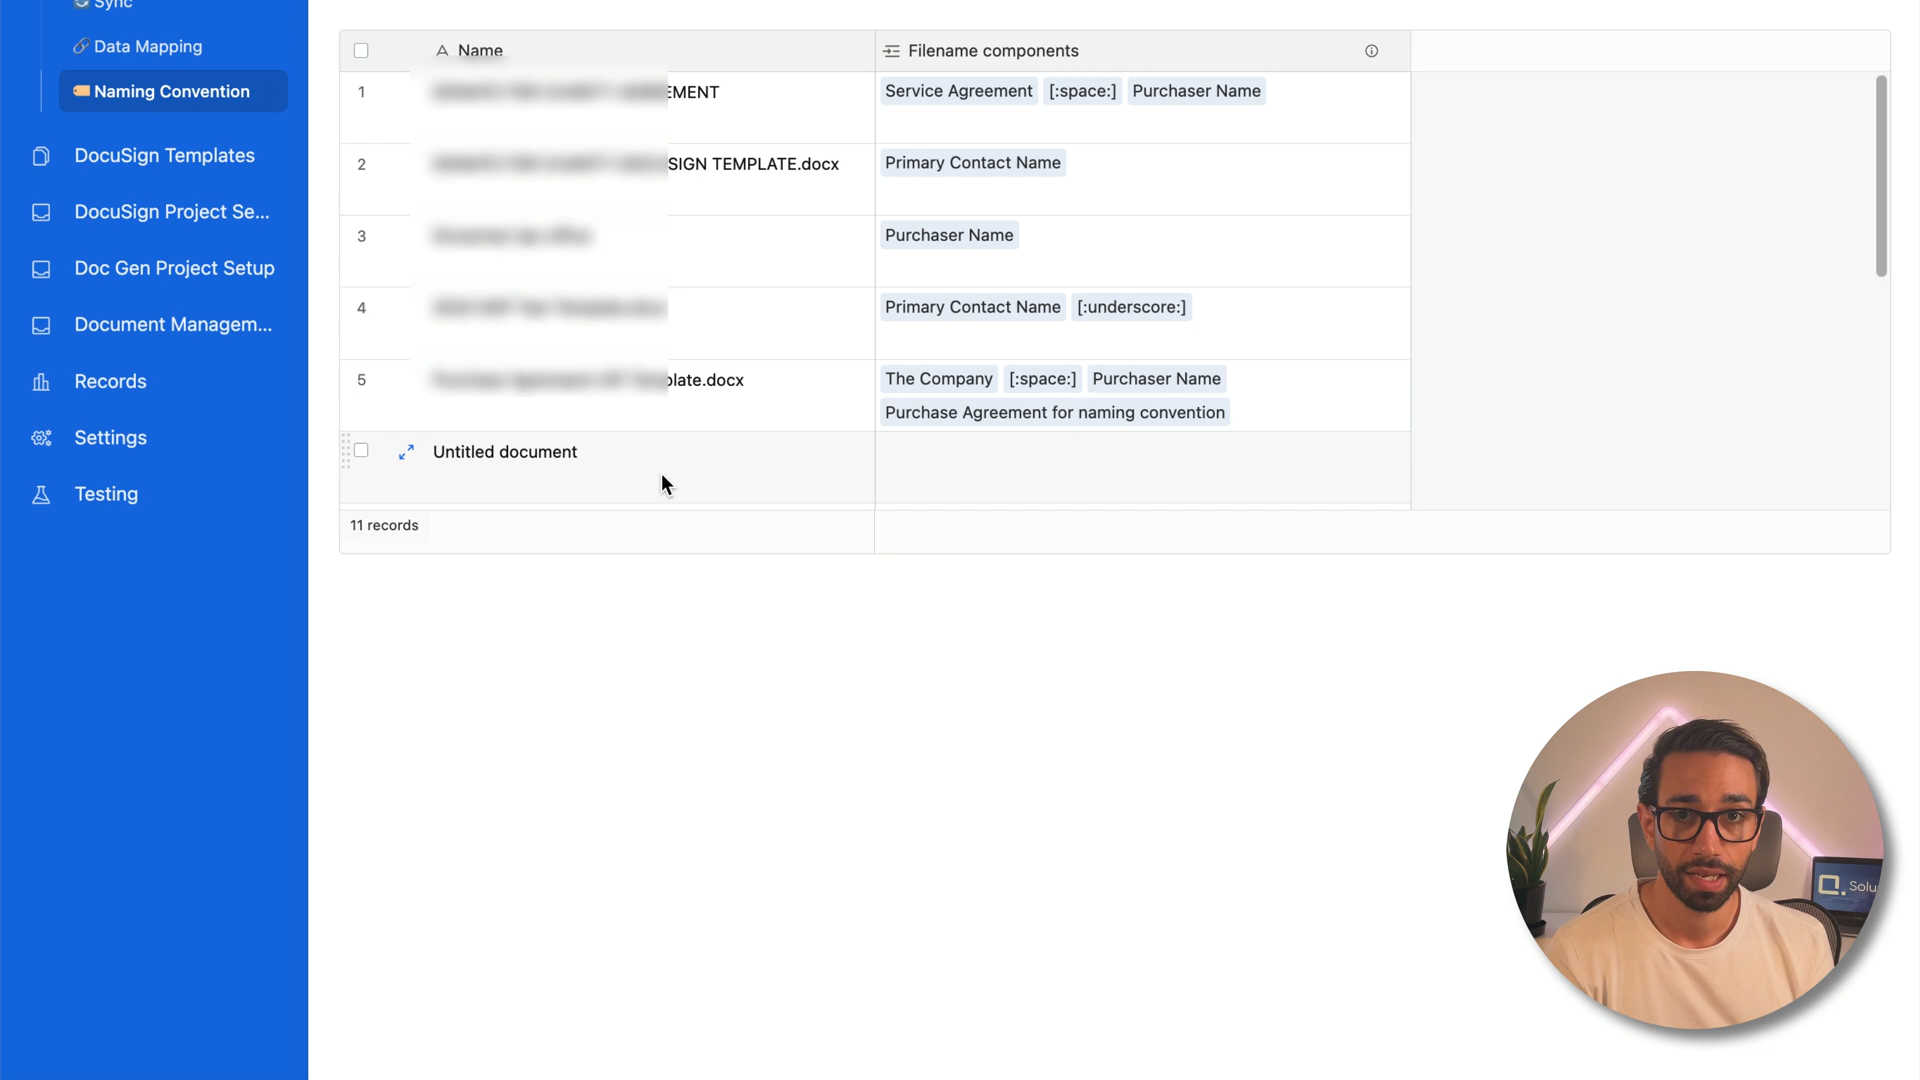 Sync
Data Mapping
Naming Convention
DocuSign Templates
DocuSign Project Se...
Doc Gen Project Setup
Document Managem...
Records
Settings
Testing
Name Filename components
1 EMENT Service Agreement [:space:] Purchaser Name
2 SIGN TEMPLATE.docx Primary Contact Name
3 Purchaser Name
4 Primary Contact Name [:underscore:]
5 plate.docx The Company [:space:] Purchaser Name
Purchase Agreement for naming convention
Untitled document
11 records
Solu